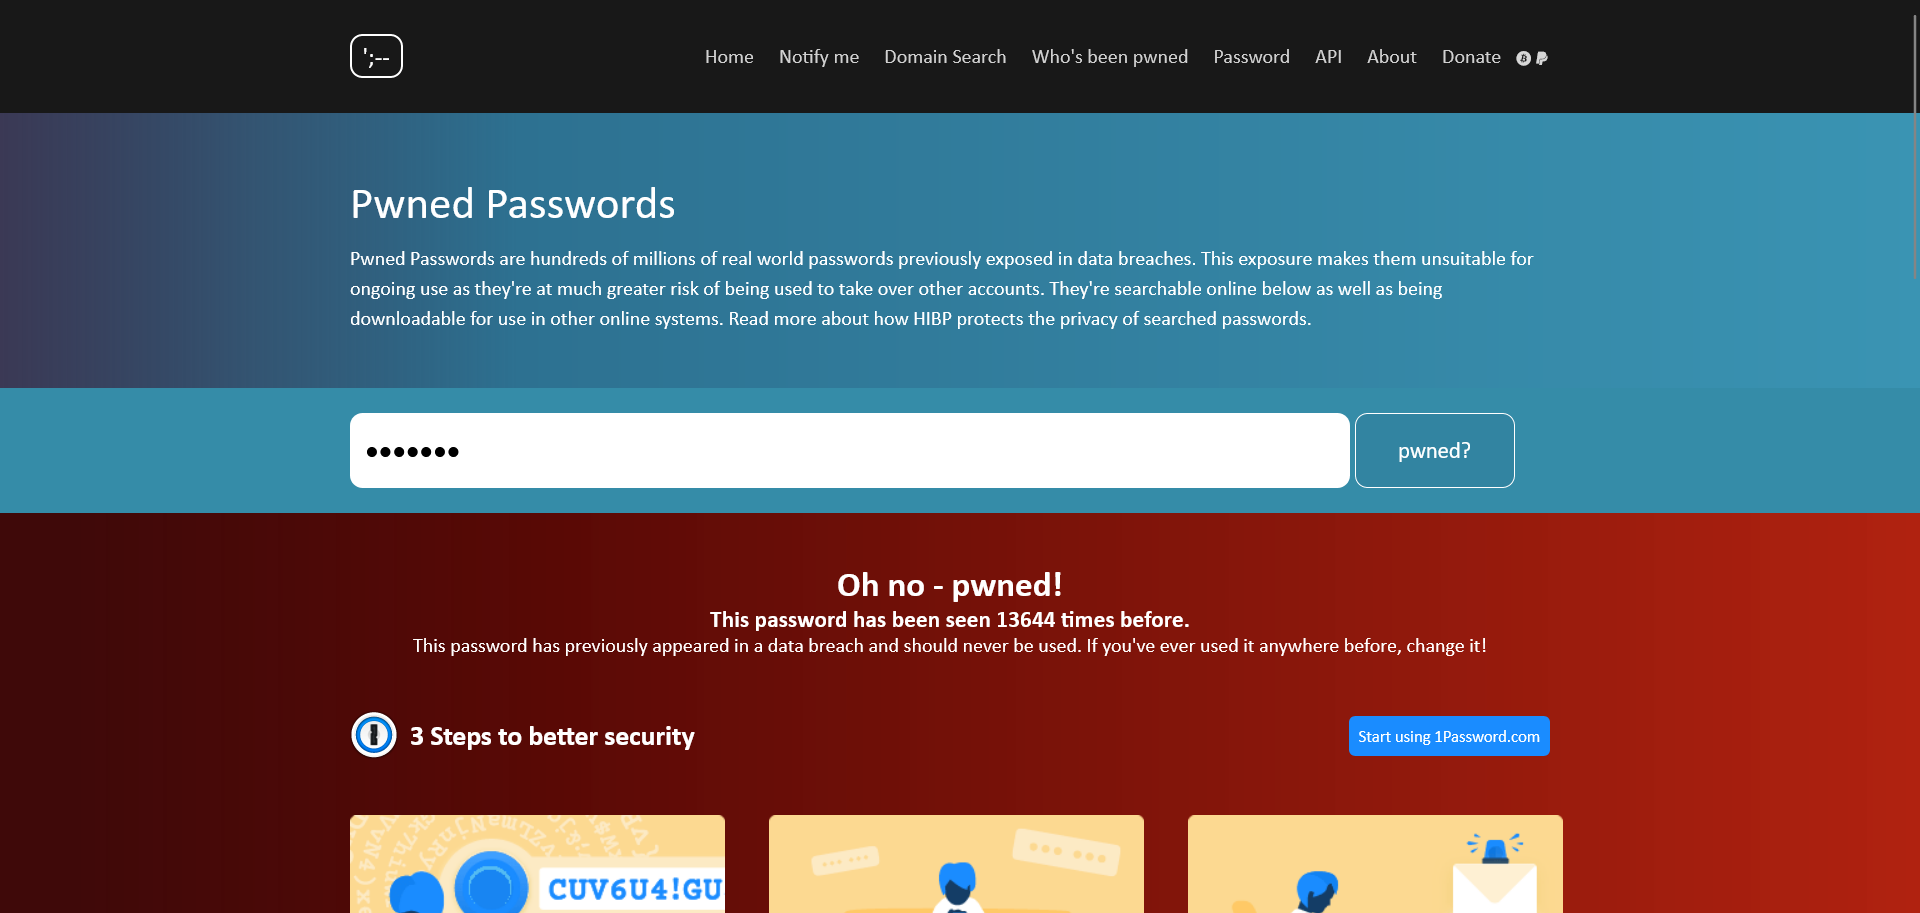 ';--
Home Notify me Domain Search Who's been pwned Password API About Donate
Pwned Passwords
Pwned Passwords are hundreds of millions of real world passwords previously exposed in data breaches. This exposure makes them unsuitable for
ongoing use as they're at much greater risk of being used to take over other accounts. They're searchable online below as well as being
downloadable for use in other online systems. Read more about how HIBP protects the privacy of searched passwords.
•••••••
pwned?
Oh no - pwned!
This password has been seen 13644 times before.
This password has previously appeared in a data breach and should never be used. If you've ever used it anywhere before, change it!
3 Steps to better security
Start using 1Password.com
CUV6U4!GU